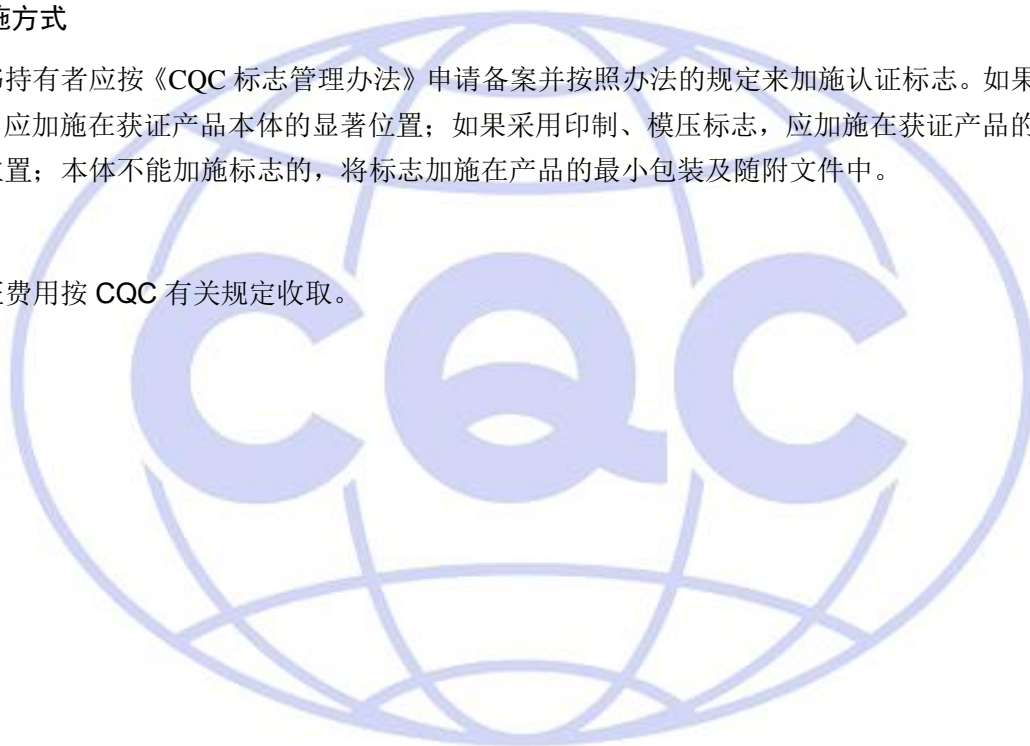 施方式
持有者应按《CQC 标志管理办法》申请备案并按照办法的规定来加施认证标志。如果
应加施在获证产品本体的显著位置；如果采用印制、模压标志，应加施在获证产品的
位置；本体不能加施标志的，将标志加施在产品的最小包装及随附文件中。
费用按 CQC 有关规定收取。
CQC